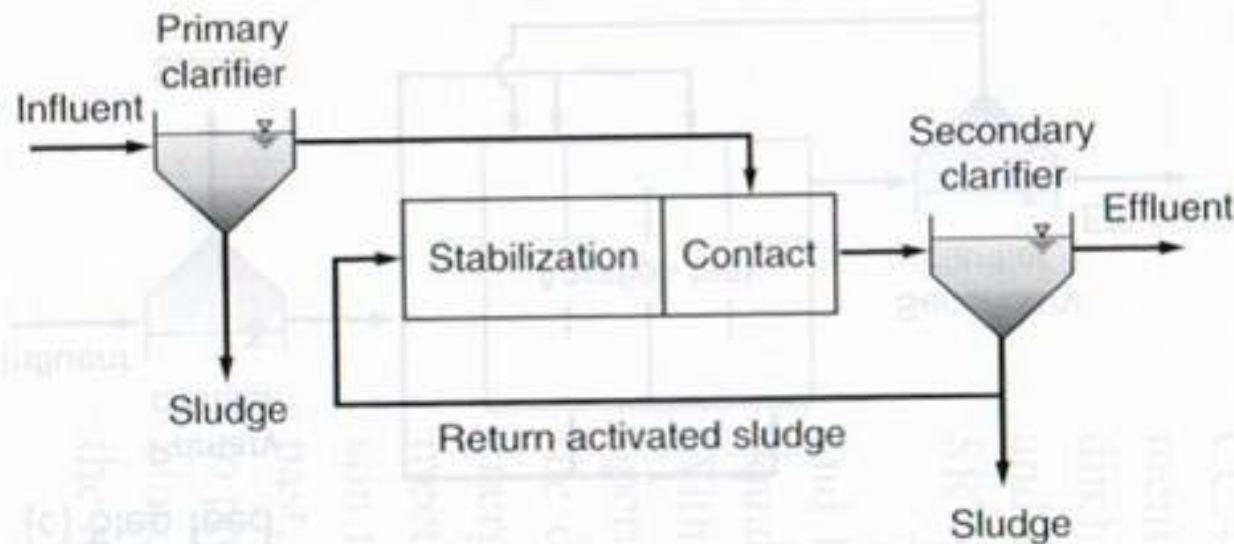 Primary
clarifier
Influent
Secondary
clarifier
Effluent
Stabilization
Contact
Sludge
Return activated sludge
Sludge